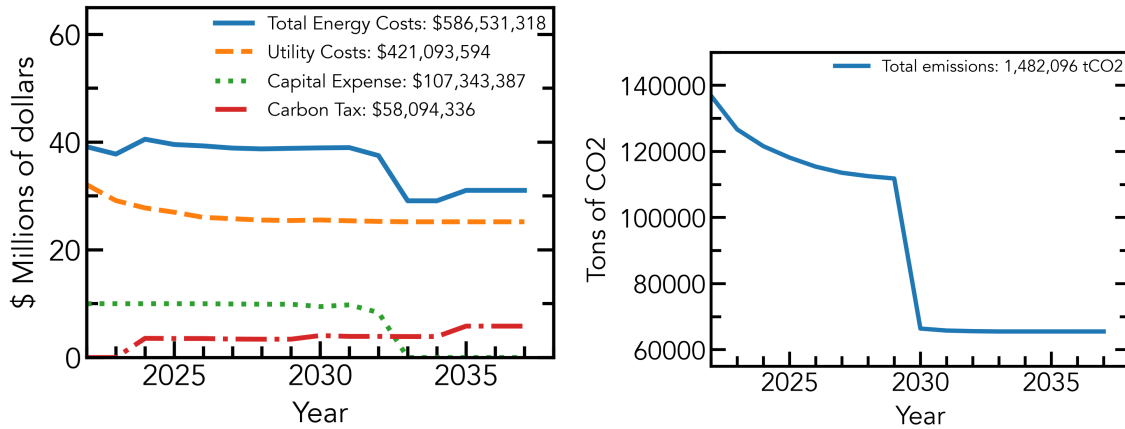 $ Millions of dollars
60
40
20
0
Total Energy Costs: $586,531,318
Utility Costs: $421,093,594
Capital Expense: $107,343,387
Carbon Tax: $58,094,336
2025 2030 2035
Year
Tons of CO2
140000
120000
100000
80000
60000
Total emissions: 1,482,096 tCO2
2025 2030 2035
Year